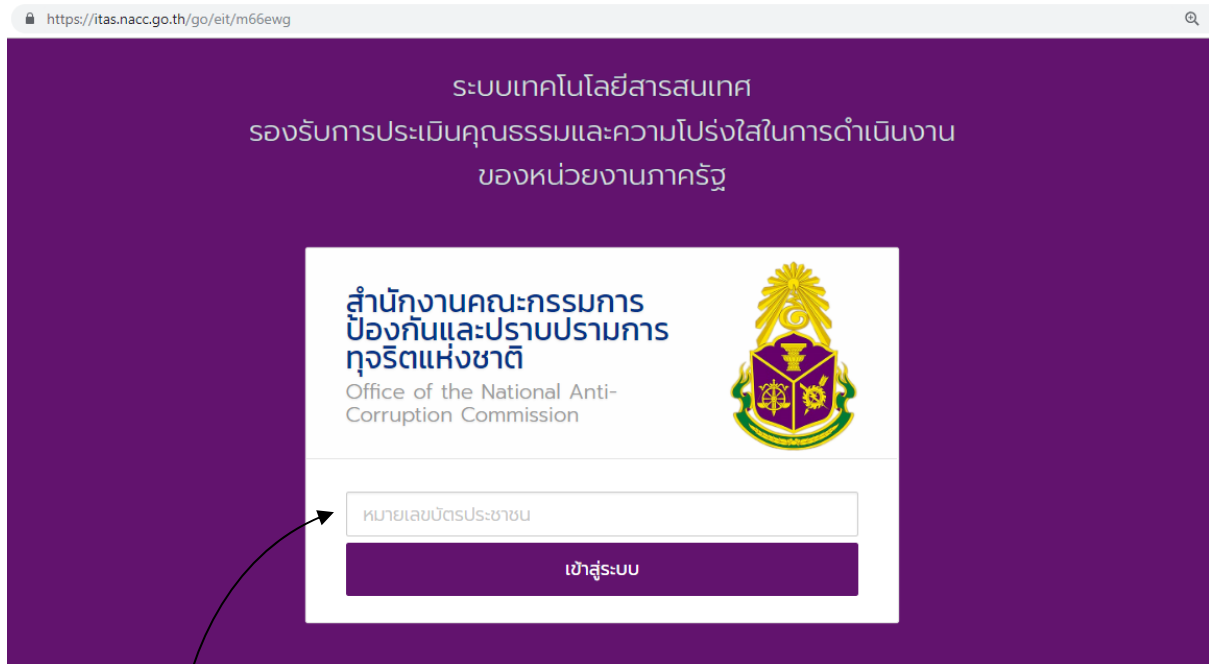 https://itas.nacc.go.th/go/eit/m66ewg
ระบบเทคโนโลยีสารสนเทศ
รองรับการประเมินคุณธรรมและความโปร่งใสในการดำเนินงาน
ของหน่วยงานภาครัฐ
สำนักงานคณะกรรมการ
ป้องกันและปราบปรามการ
ทุจริตแห่งชาติ
Office of the National Anti-
Corruption Commission
หมายเลขบัตรประชาชน
เข้าสู่ระบบ